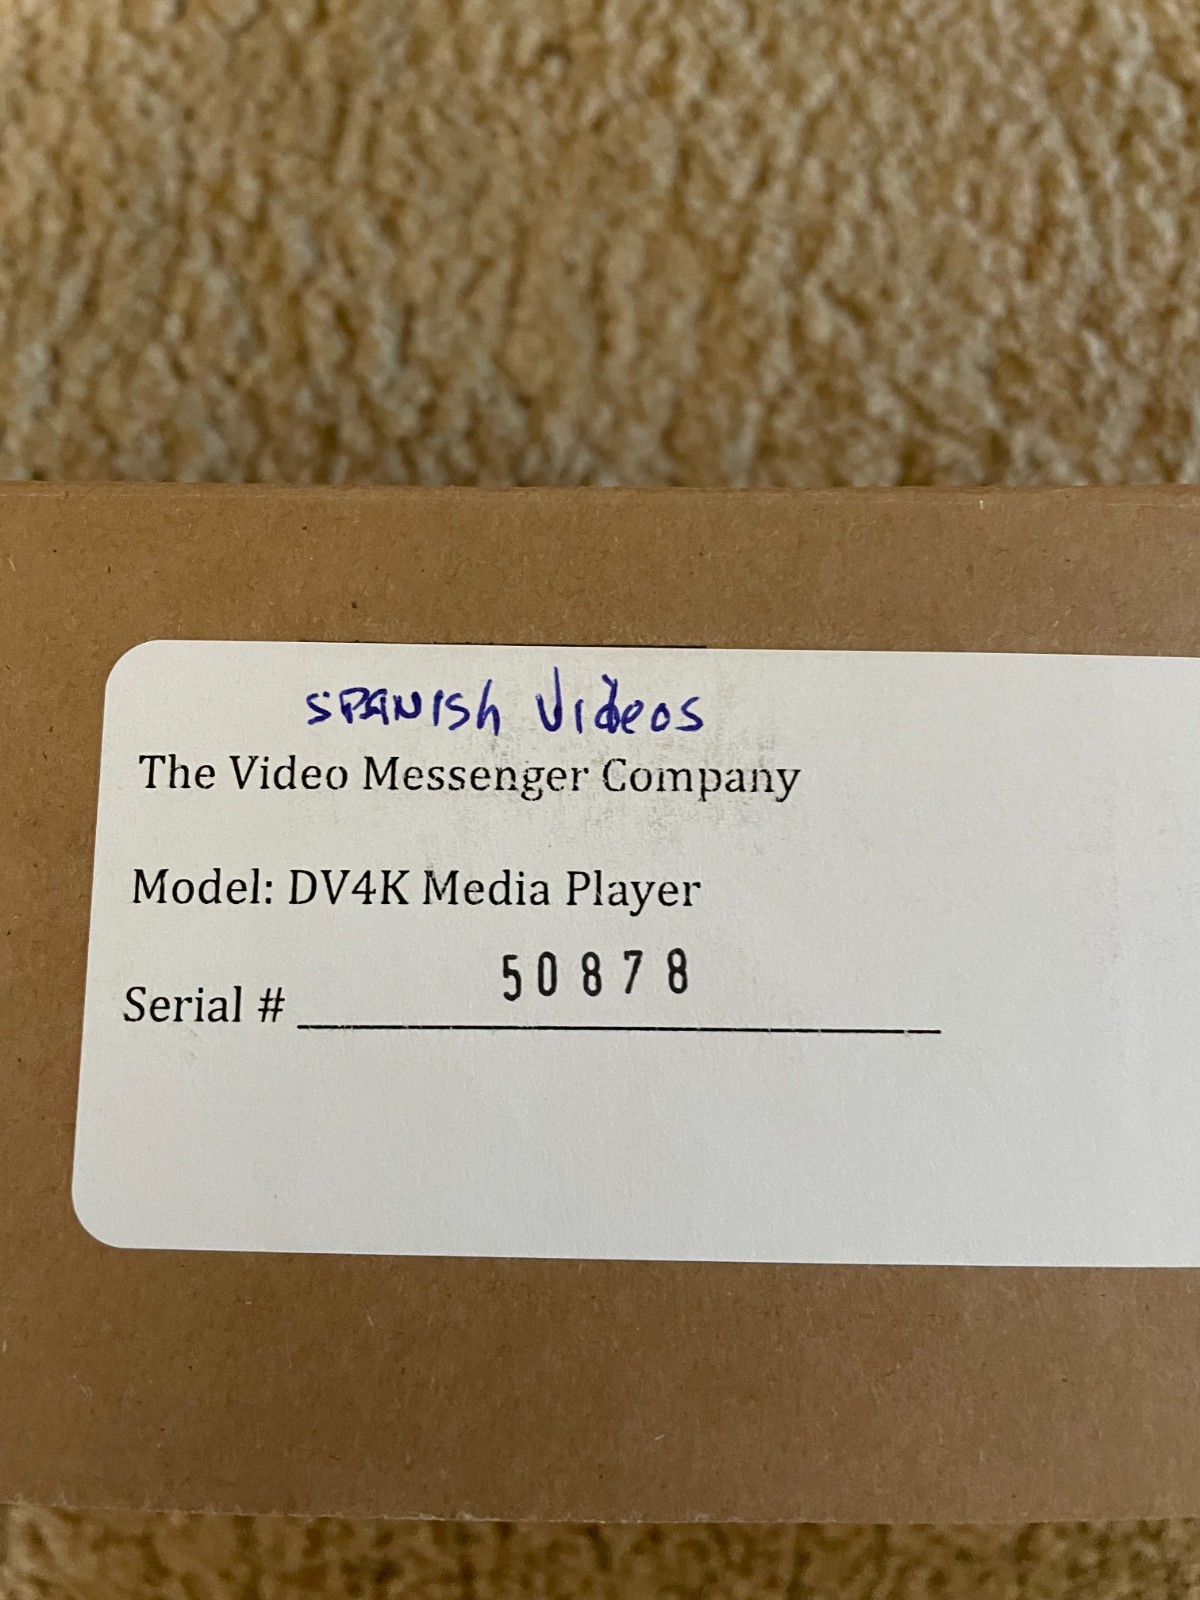 SPANISH Videos
The Video Messenger Company
Model: DV4K Media Player
Serial # 50878